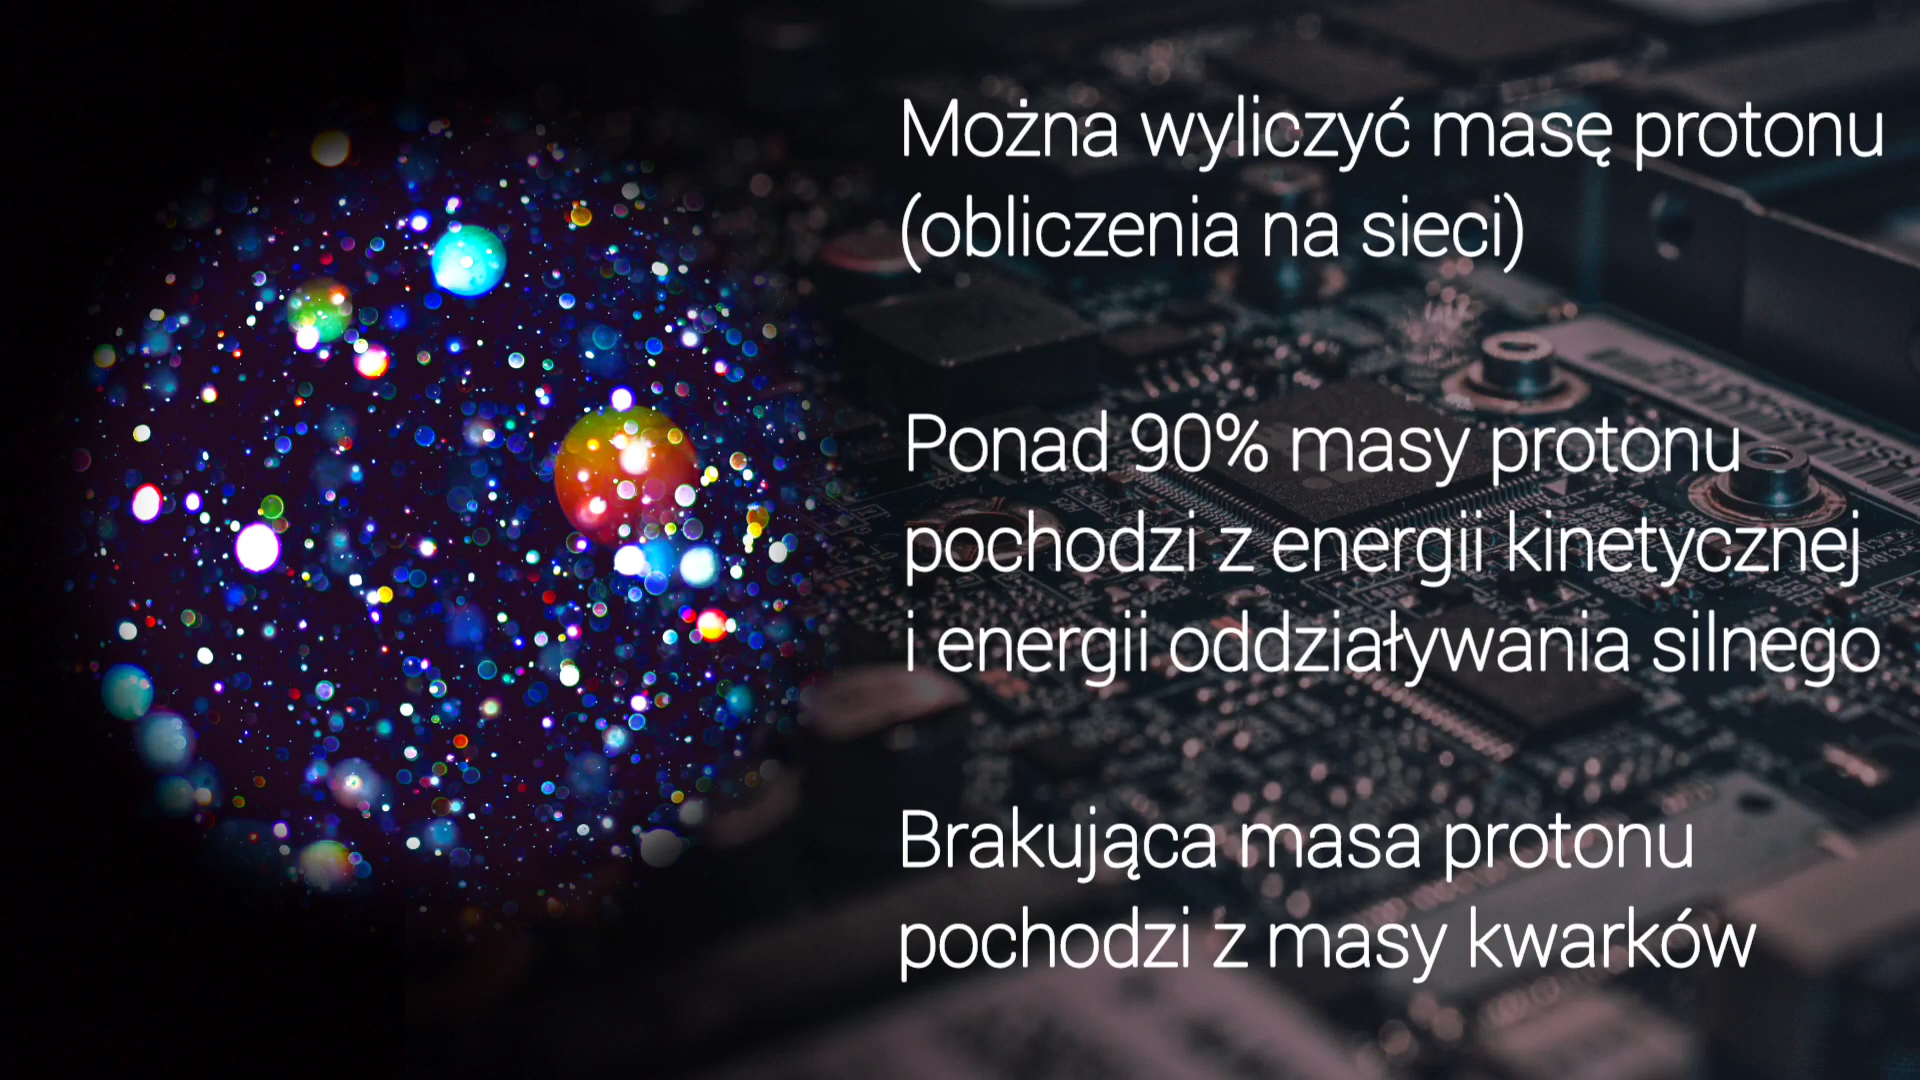 Można wyliczyć masę protonu
(obliczenia na sieci)
Ponad 90% masy protonu
pochodzi z energii kinetycznej
i energii oddziaływania silnego
Brakująca masa protonu
pochodzi z masy kwarków